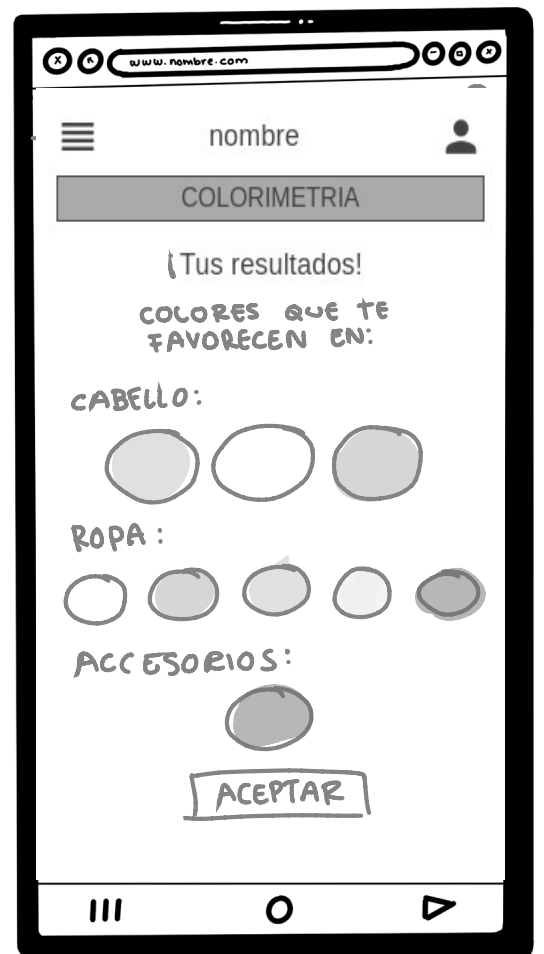 www.nombre.com
nombre
COLORIMETRIA
¡Tus resultados!
COLORES QUE TE
FAVORECEN EN:
CABELLO:
ROPA:
ACCESORIOS:
ACEPTAR